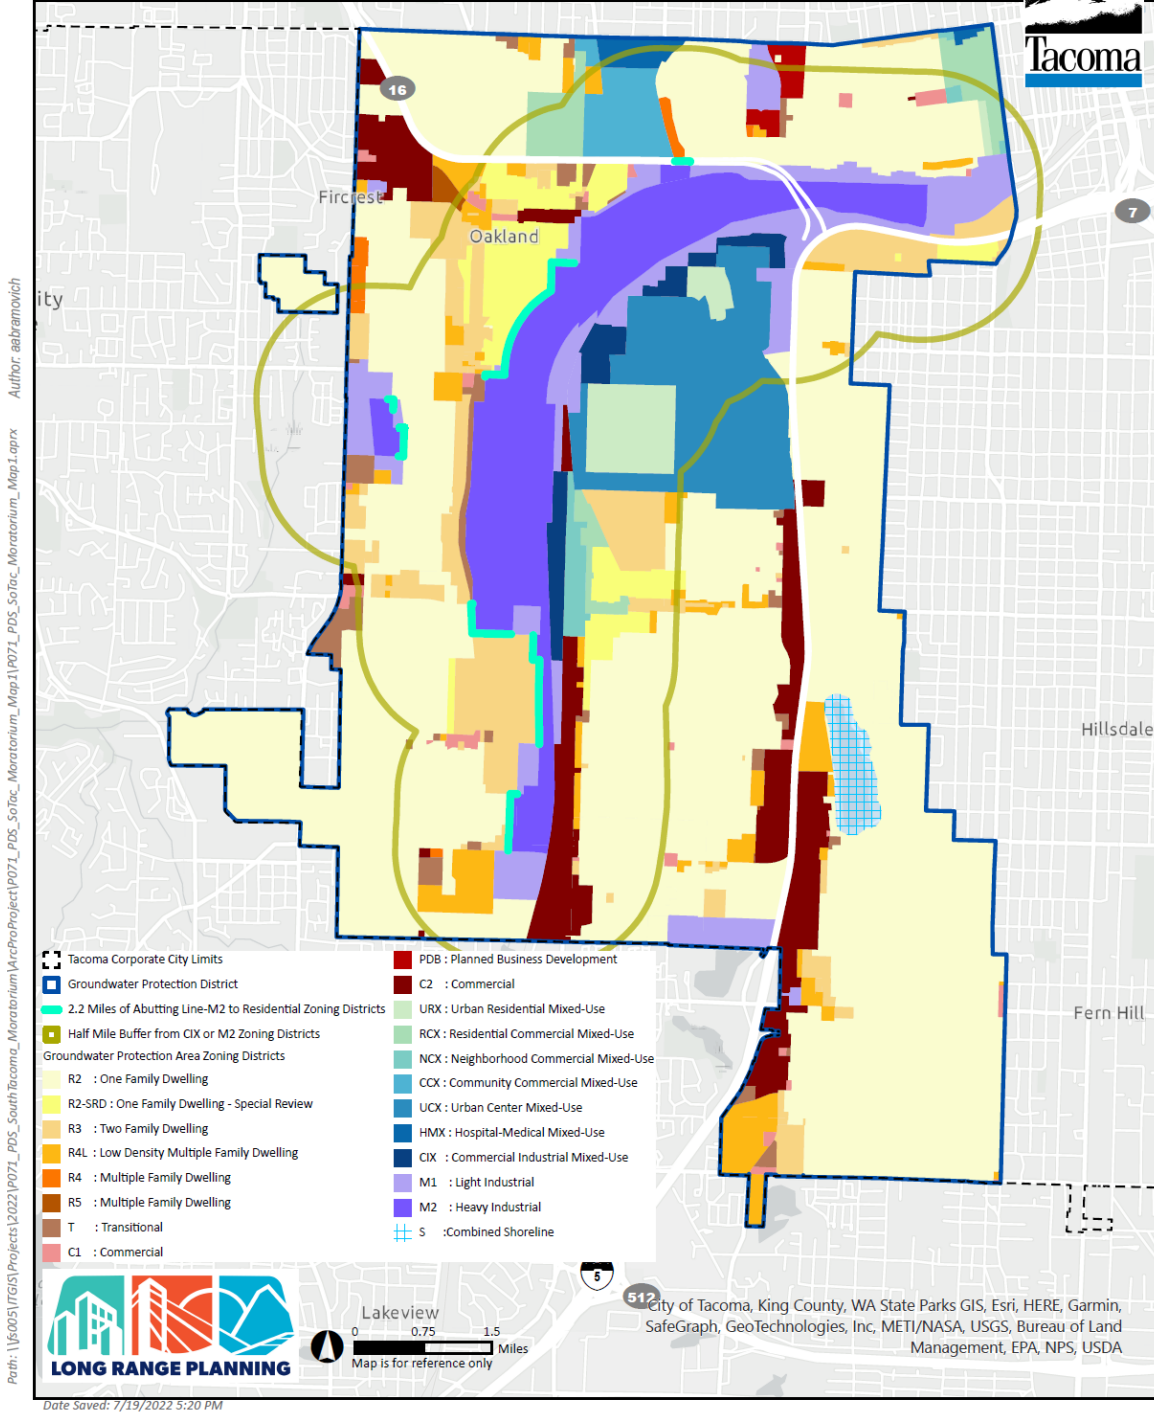 Tacoma
16
Fircrest
7
Oakland
ity
Hillsdale
Fern Hill
Author: aabramovich
Path: \\fs005\ITGIS\Projects\2022\P071_PDS_SouthTacoma_Moratorium\ArcProProject\P071_PDS_SoTac_Moratorium_Map1\P071_PDS_SoTac_Moratorium_Map1.aprx
Tacoma Corporate City Limits
Groundwater Protection District
2.2 Miles of Abutting Line-M2 to Residential Zoning Districts
Half Mile Buffer from CIX or M2 Zoning Districts
Groundwater Protection Area Zoning Districts
R2 : One Family Dwelling
R2-SRD : One Family Dwelling - Special Review
R3 : Two Family Dwelling
R4L : Low Density Multiple Family Dwelling
R4 : Multiple Family Dwelling
R5 : Multiple Family Dwelling
T : Transitional
C1 : Commercial
PDB : Planned Business Development
C2 : Commercial
URX : Urban Residential Mixed-Use
RCX : Residential Commercial Mixed-Use
NCX : Neighborhood Commercial Mixed-Use
CCX : Community Commercial Mixed-Use
UCX : Urban Center Mixed-Use
HMX : Hospital-Medical Mixed-Use
CIX : Commercial Industrial Mixed-Use
M1 : Light Industrial
M2 : Heavy Industrial
S :Combined Shoreline
5
512
LONG RANGE PLANNING
Lakeview
0 0.75 1.5
Miles
Map is for reference only
City of Tacoma, King County, WA State Parks GIS, Esri, HERE, Garmin,
SafeGraph, GeoTechnologies, Inc, METI/NASA, USGS, Bureau of Land
Management, EPA, NPS, USDA
Date Saved: 7/19/2022 5:20 PM